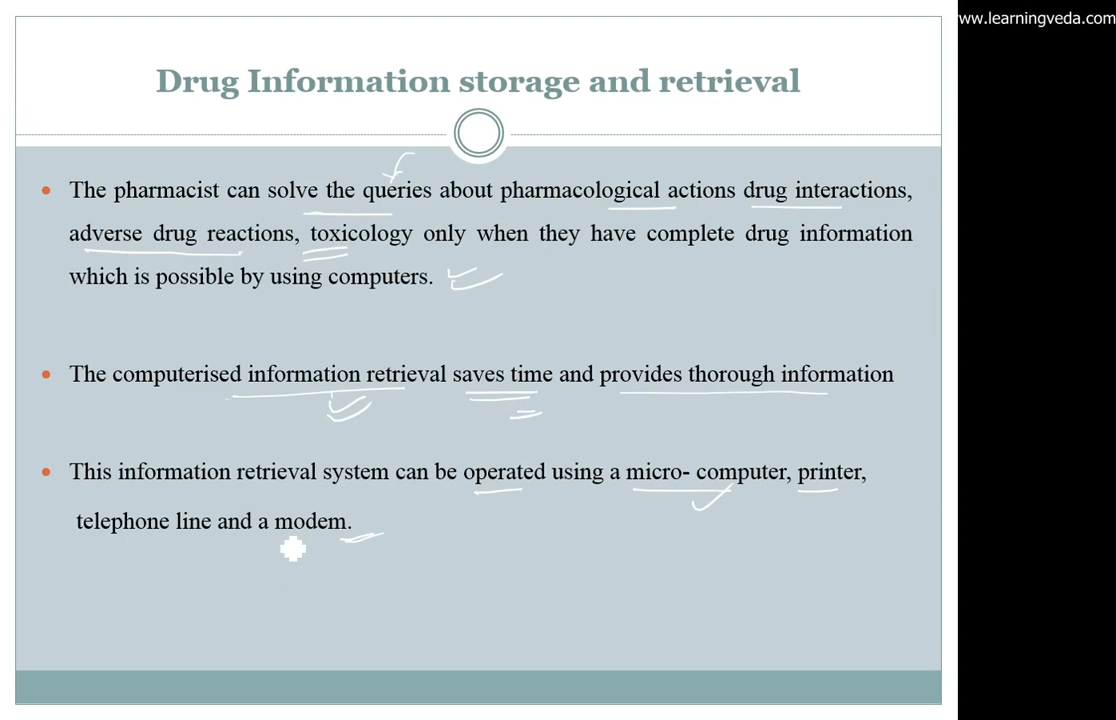 www.learningveda.com
Drug Information storage and retrieval
• The pharmacist can solve the queries about pharmacological actions drug interactions,
adverse drug reactions, toxicology only when they have complete drug information
which is possible by using computers.
• The computerised information retrieval saves time and provides thorough information
• This information retrieval system can be operated using a micro- computer, printer,
telephone line and a modem.